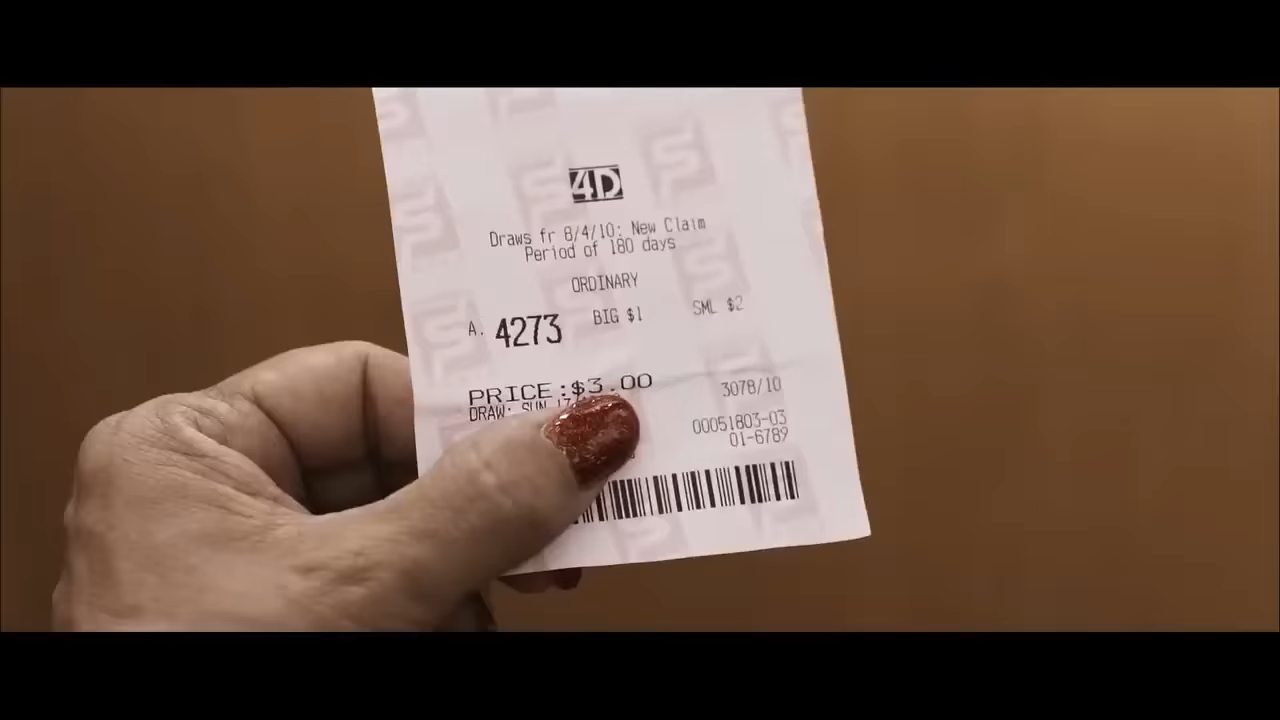 4D
Draws fr 8/4/10: New Claim
Period of 180 days
ORDINARY
A. 4273 BIG $1 SML $2
PRICE:$3.00 3078/10
DRAW: SUN
00051803-03
01-6789